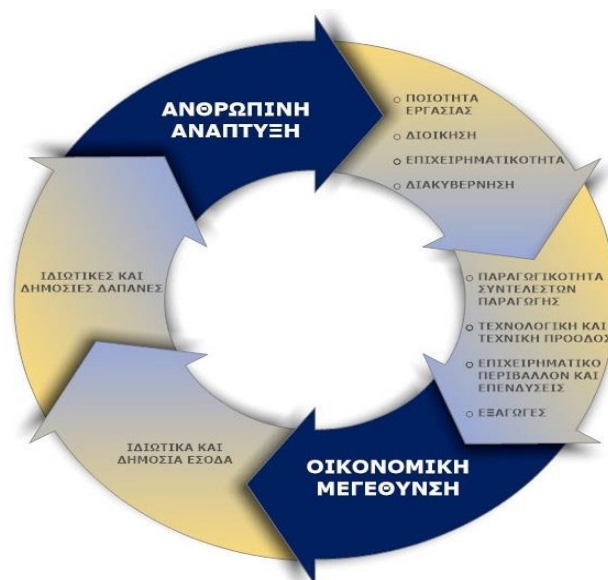 ΑΝΘΡΩΠΙΝΗ
ΑΝΑΠΤΥΞΗ
○ ΠΟΙΟΤΗΤΑ
ΕΡΓΑΣΙΑΣ
○ ΔΙΟΙΚΗΣΗ
○ ΕΠΙΧΕΙΡΗΜΑΤΙΚΟΤΗΤΑ
○ ΔΙΑΚΥΒΕΡΝΗΣΗ
○ ΠΑΡΑΓΩΓΙΚΟΤΗΤΑ
ΣΥΝΤΕΛΕΣΤΩΝ
ΠΑΡΑΓΩΓΗΣ
○ ΤΕΧΝΟΛΟΓΙΚΗ ΚΑΙ
ΤΕΧΝΙΚΗ ΠΡΟΟΔΟΣ
○ ΕΠΙΧΕΙΡΗΜΑΤΙΚΟ
ΠΕΡΙΒΑΛΛΟΝ ΚΑΙ
ΕΠΕΝΔΥΣΕΙΣ
○ ΕΞΑΓΩΓΕΣ
ΟΙΚΟΝΟΜΙΚΗ
ΜΕΓΕΘΥΝΣΗ
ΙΔΙΩΤΙΚΑ ΚΑΙ
ΔΗΜΟΣΙΑ ΕΣΟΔΑ
ΙΔΙΩΤΙΚΕΣ ΚΑΙ
ΔΗΜΟΣΙΕΣ ΔΑΠΑΝΕΣ